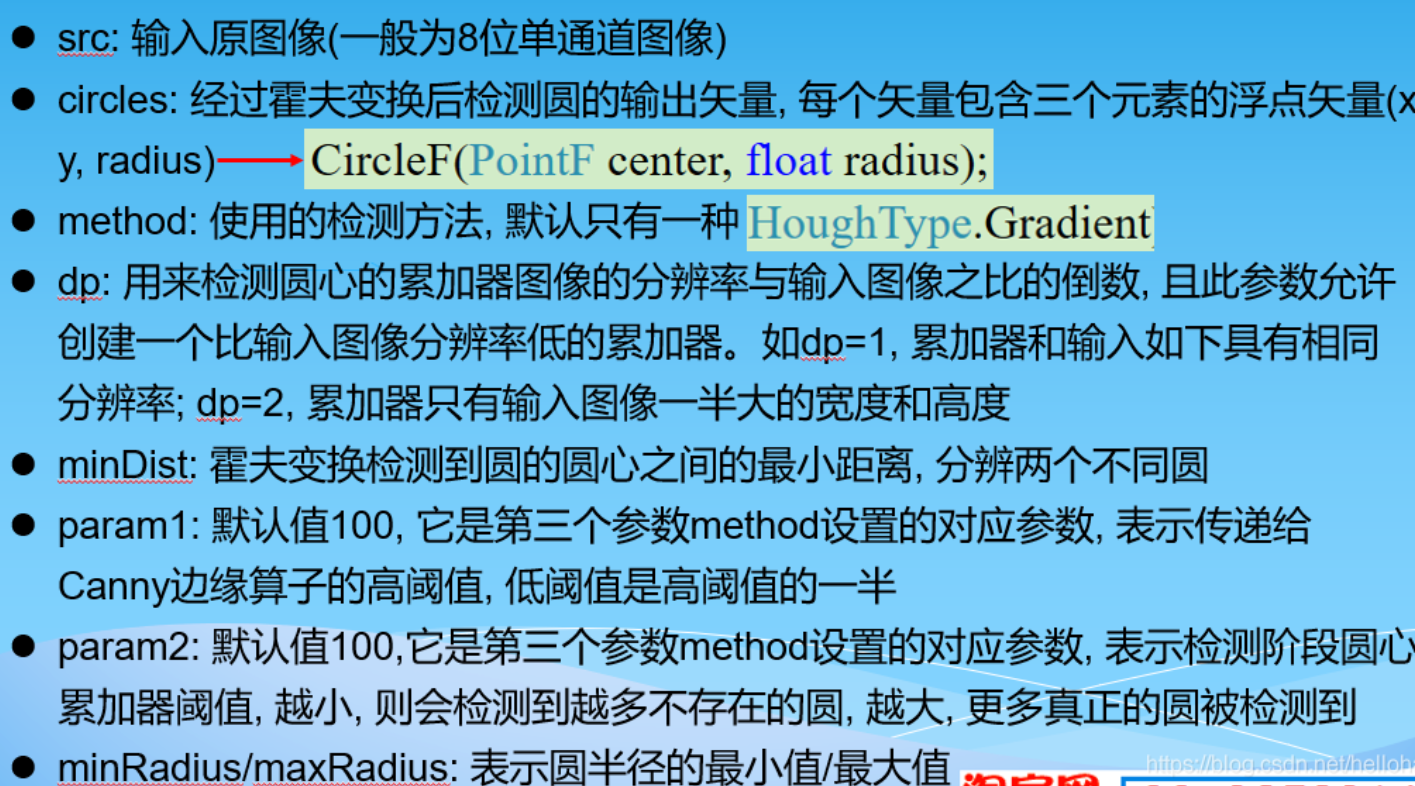 ● src: 输入原图像(一般为8位单通道图像)
● circles: 经过霍夫变换后检测圆的输出矢量, 每个矢量包含三个元素的浮点矢量(x
y, radius) CircleF(PointF center, float radius);
● method: 使用的检测方法, 默认只有一种 HoughType.Gradient
● dp: 用来检测圆心的累加器图像的分辨率与输入图像之比的倒数, 且此参数允许
创建一个比输入图像分辨率低的累加器。如dp=1, 累加器和输入如下具有相同
分辨率; dp=2, 累加器只有输入图像一半大的宽度和高度
● minDist: 霍夫变换检测到圆的圆心之间的最小距离, 分辨两个不同圆
● param1: 默认值100, 它是第三个参数method设置的对应参数, 表示传递给
Canny边缘算子的高阈值, 低阈值是高阈值的一半
● param2: 默认值100,它是第三个参数method设置的对应参数, 表示检测阶段圆心
累加器阈值, 越小, 则会检测到越多不存在的圆, 越大, 更多真正的圆被检测到
● minRadius/maxRadius: 表示圆半径的最小值/最大值
https://blog.csdn.net/helloh